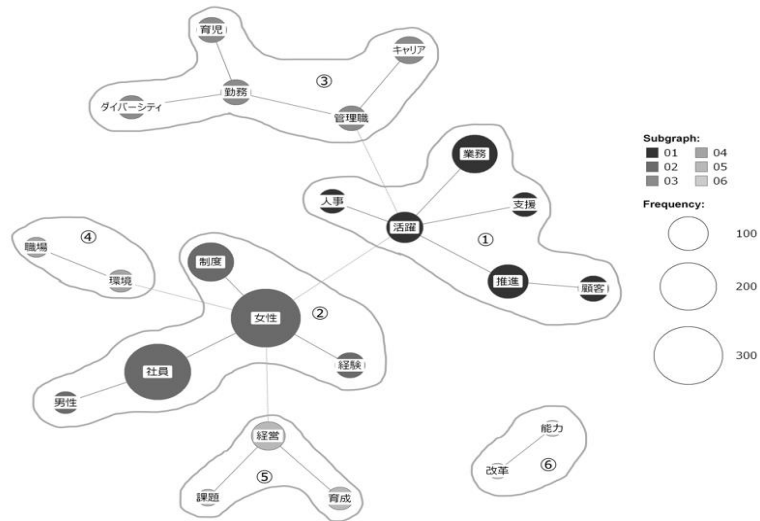 育児
キャリア
③
ダイバーシティ
勤務
管理職
業務
人事
支援
活躍
①
推進
顧客
④
職場
環境
制度
女性
②
社員
経験
男性
経営
⑤
課題
育成
能力
改革
⑥
Subgraph:
01 04
02 05
03 06
Frequency:
100
200
300